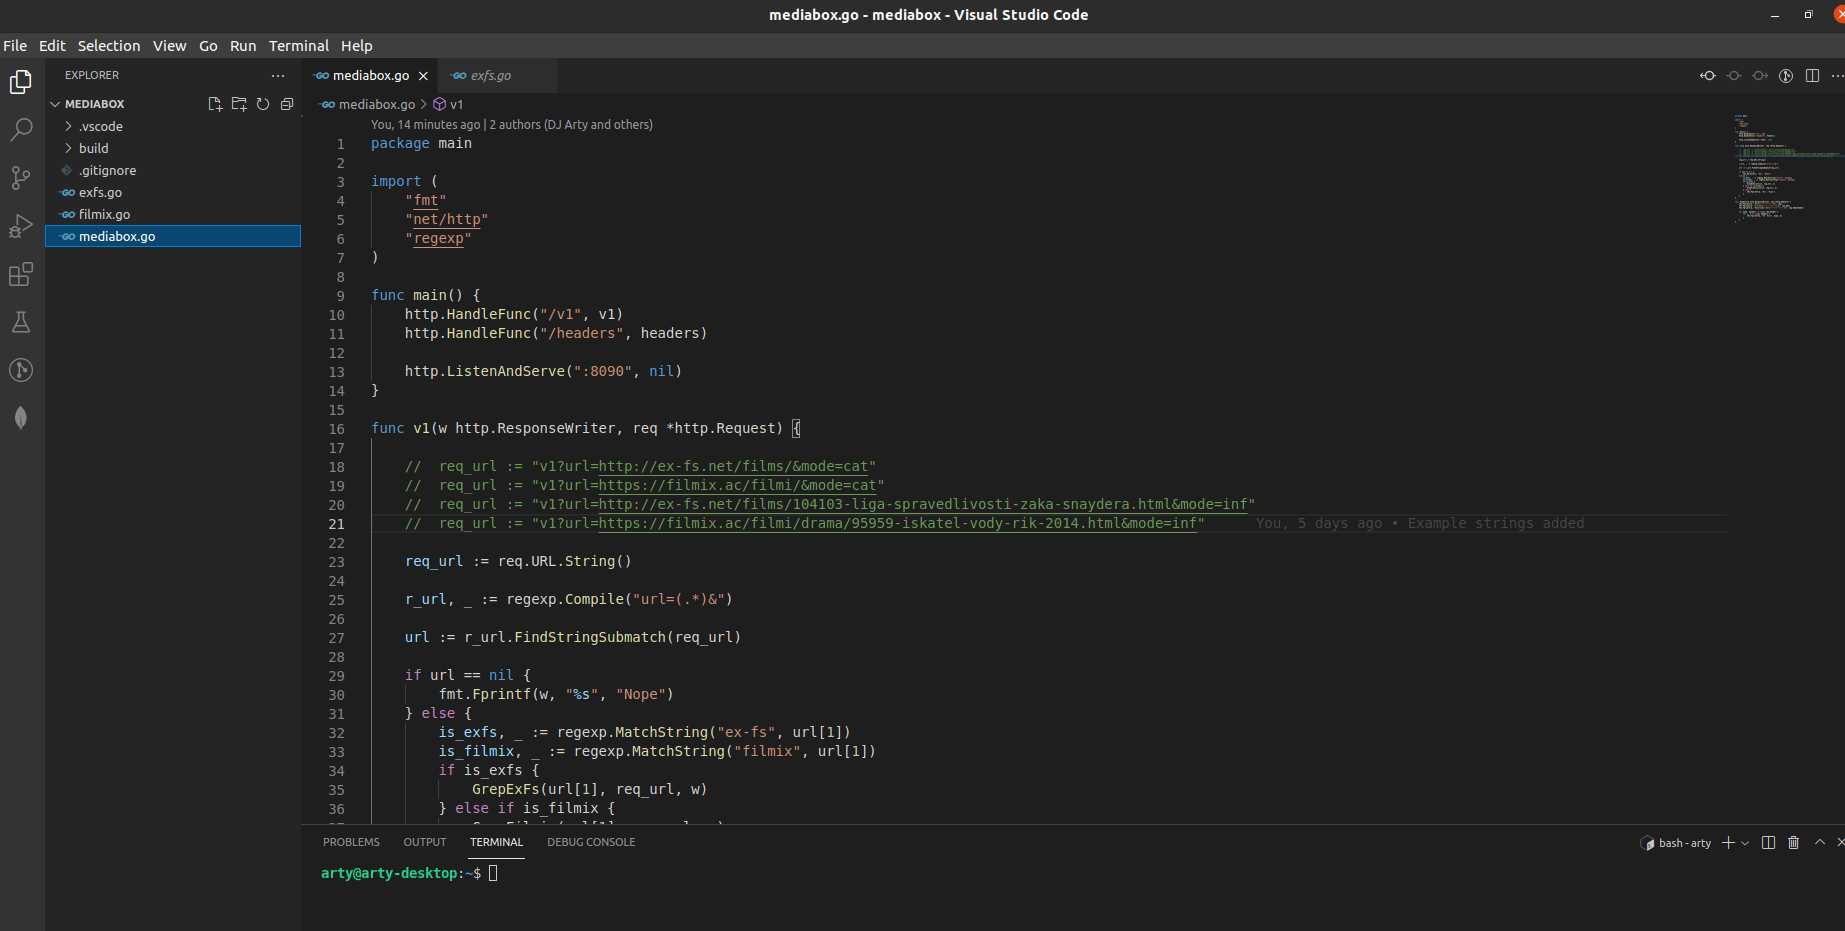 mediabox.go - mediabox - Visual Studio Code
File Edit Selection View Go Run Terminal Help
EXPLORER
MEDIABOX
.vscode
build
.gitignore
GO exfs.go
GO filmix.go
GO mediabox.go
GO mediabox.go
GO exfs.go
GO mediabox.go > v1
You, 14 minutes ago | 2 authors (DJ Arty and others)
1 package main
2
3 import (
4 "fmt"
5 "net/http"
6 "regexp"
7 )
8
9 func main() {
10 http.HandleFunc("/v1", v1)
11 http.HandleFunc("/headers", headers)
12
13 http.ListenAndServe(":8090", nil)
14 }
15
16 func v1(w http.ResponseWriter, req *http.Request) {
17
18 // req_url := "v1?url=http://ex-fs.net/films/&mode=cat"
19 // req_url := "v1?url=https://filmix.ac/filmi/&mode=cat"
20 // req_url := "v1?url=http://ex-fs.net/films/104103-liga-spravedlivosti-zaka-snaydera.html&mode=inf"
21 // req_url := "v1?url=https://filmix.ac/filmi/drama/95959-iskatel-vody-rik-2014.html&mode=inf" You, 5 days ago • Example strings added
22
23 req_url := req.URL.String()
24
25 r_url, _ := regexp.Compile("url=(.*)&")
26
27 url := r_url.FindStringSubmatch(req_url)
28
29 if url == nil {
30 fmt.Fprintf(w, "%s", "Nope")
31 } else {
32 is_exfs, _ := regexp.MatchString("ex-fs", url[1])
33 is_filmix, _ := regexp.MatchString("filmix", url[1])
34 if is_exfs {
35 GrepExFs(url[1], req_url, w)
36 } else if is_filmix {
PROBLEMS OUTPUT TERMINAL DEBUG CONSOLE
bash - arty
arty@arty-desktop:~$